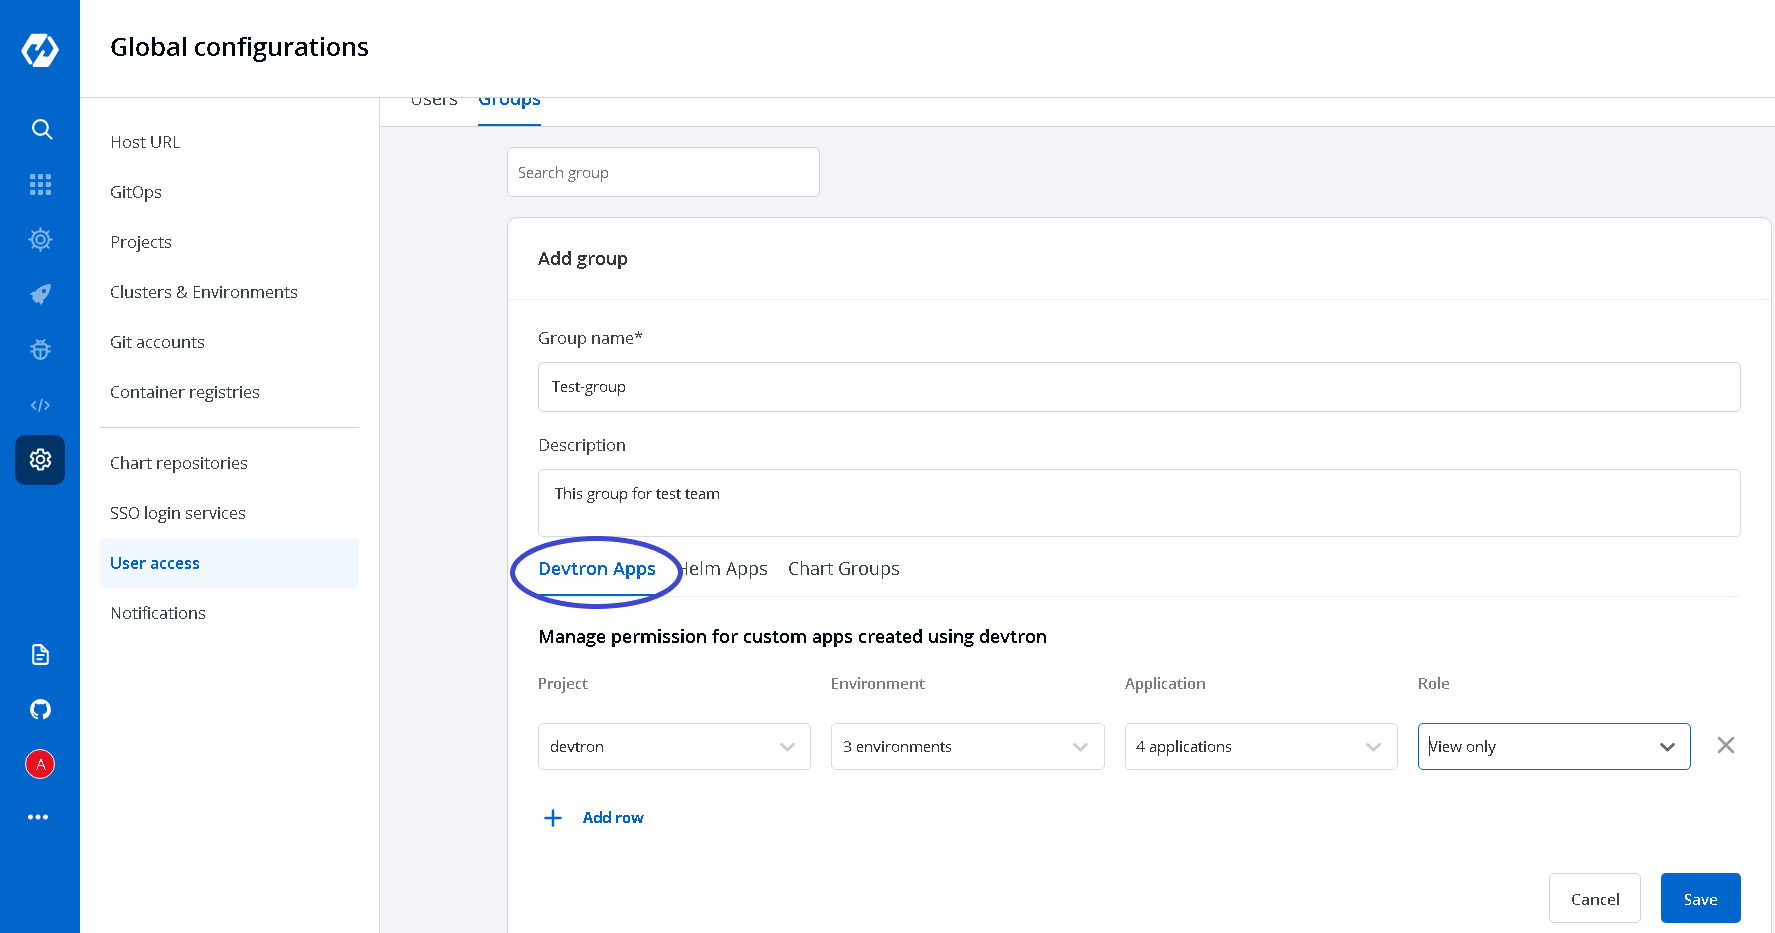 Global configurations
Users Groups
Host URL
GitOps
Projects
Clusters & Environments
Git accounts
Container registries
Chart repositories
SSO login services
User access
Notifications
A
Search group
Add group
Group name*
Test-group
Description
This group for test team
Devtron Apps Helm Apps Chart Groups
Manage permission for custom apps created using devtron
Project Environment Application Role
devtron 3 environments 4 applications View only
Add row
Cancel Save